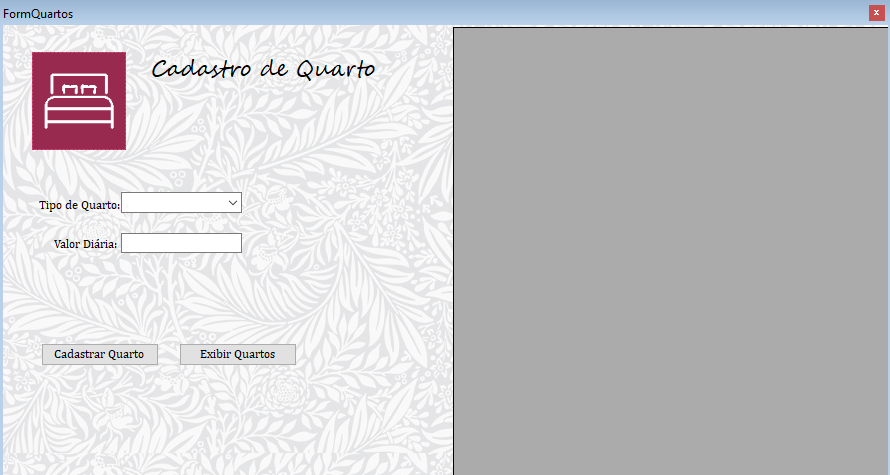 FormQuartos
Cadastro de Quarto
Tipo de Quarto:
Valor Diária:
Cadastrar Quarto
Exibir Quartos